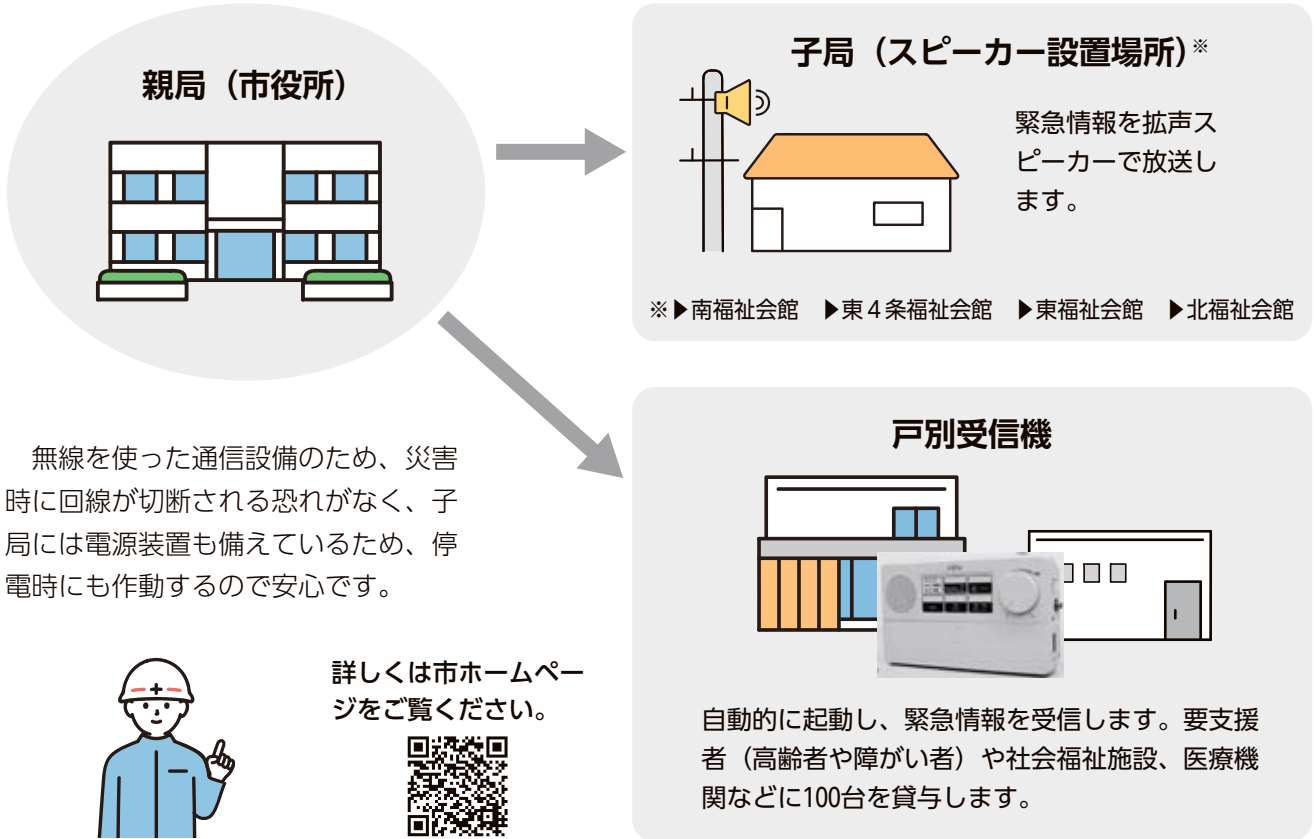 親局（市役所）
子局（スピーカー設置場所）※
緊急情報を拡声ス
ピーカーで放送し
ます。
※▶南福祉会館　▶東４条福祉会館　▶東福祉会館　▶北福祉会館
　無線を使った通信設備のため、災害
時に回線が切断される恐れがなく、子
局には電源装置も備えているため、停
電時にも作動するので安心です。
詳しくは市ホームペー
ジをご覧ください。
戸別受信機
自動的に起動し、緊急情報を受信します。要支援
者（高齢者や障がい者）や社会福祉施設、医療機
関などに100台を貸与します。